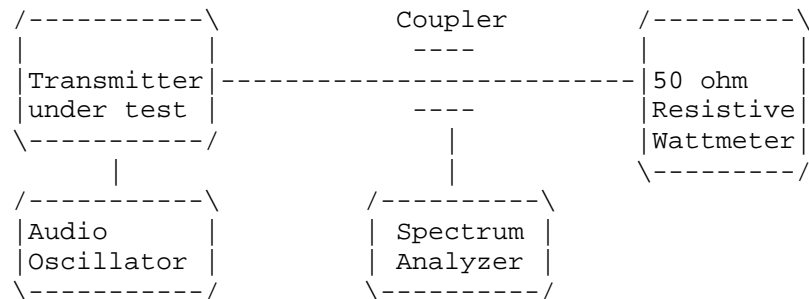 Coupler
Transmitter
under test
50 ohm
Resistive
Wattmeter
Audio
Oscillator
Spectrum
Analyzer